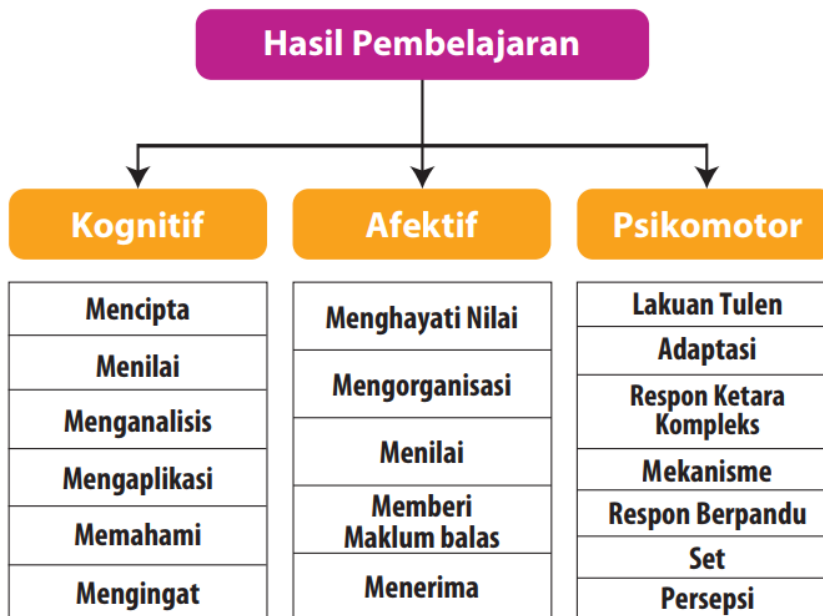 Hasil Pembelajaran
Kognitif
Mencipta
Menilai
Menganalisis
Mengaplikasi
Memahami
Mengingat
Afektif
Menghayati Nilai
Mengorganisasi
Menilai
Memberi
Maklum balas
Menerima
Psikomotor
Lakuan Tulen
Adaptasi
Respon Ketara
Kompleks
Mekanisme
Respon Berpandu
Set
Persepsi